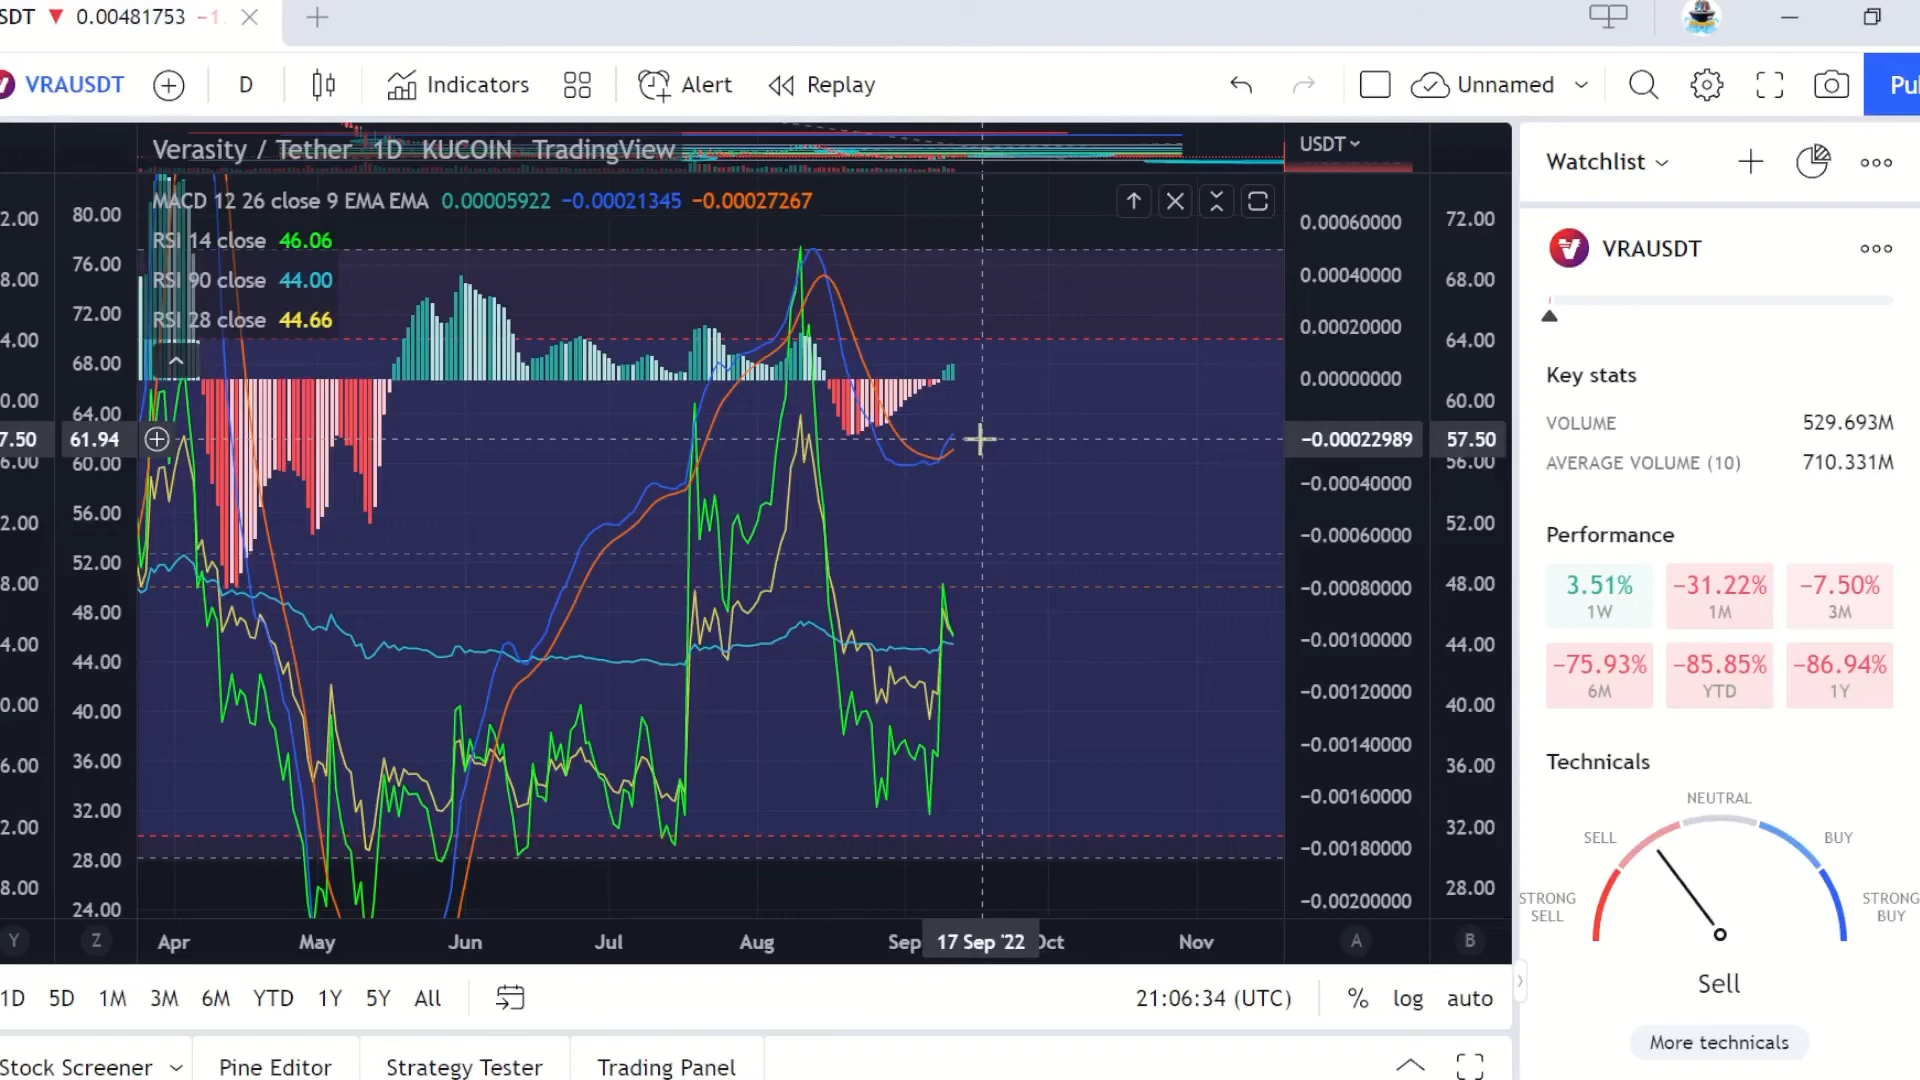 SDT ▼ 0.00481753 −1.
VRAUSDT D Indicators Alert Replay Unnamed Pu
Verasity / Tether 1D KUCOIN TradingView
MACD 12 26 close 9 EMA EMA 0.00005922 −0.00021345 −0.00027267
RSI 14 close 46.06
RSI 90 close 44.00
RSI 28 close 44.66
2.00
8.00
4.00
0.00
7.50
6.00
2.00
8.00
4.00
0.00
6.00
2.00
8.00
80.00
76.00
72.00
68.00
64.00
61.94
60.00
56.00
52.00
48.00
44.00
40.00
36.00
32.00
28.00
24.00
USDT
0.00060000
0.00040000
0.00020000
0.00000000
−0.00022989
−0.00040000
−0.00060000
−0.00080000
−0.00100000
−0.00120000
−0.00140000
−0.00160000
−0.00180000
−0.00200000
72.00
68.00
64.00
60.00
57.50
56.00
52.00
48.00
44.00
40.00
36.00
32.00
28.00
Y Z Apr May Jun Jul Aug Sep 17 Sep '22 Oct Nov A B
1D 5D 1M 3M 6M YTD 1Y 5Y All 21:06:34 (UTC) % log auto
Stock Screener Pine Editor Strategy Tester Trading Panel
Watchlist
VRAUSDT
Key stats
VOLUME 529.693M
AVERAGE VOLUME (10) 710.331M
Performance
3.51% −31.22% −7.50%
1W 1M 3M
−75.93% −85.85% −86.94%
6M YTD 1Y
Technicals
NEUTRAL
SELL BUY
STRONG SELL
STRONG BUY
Sell
More technicals